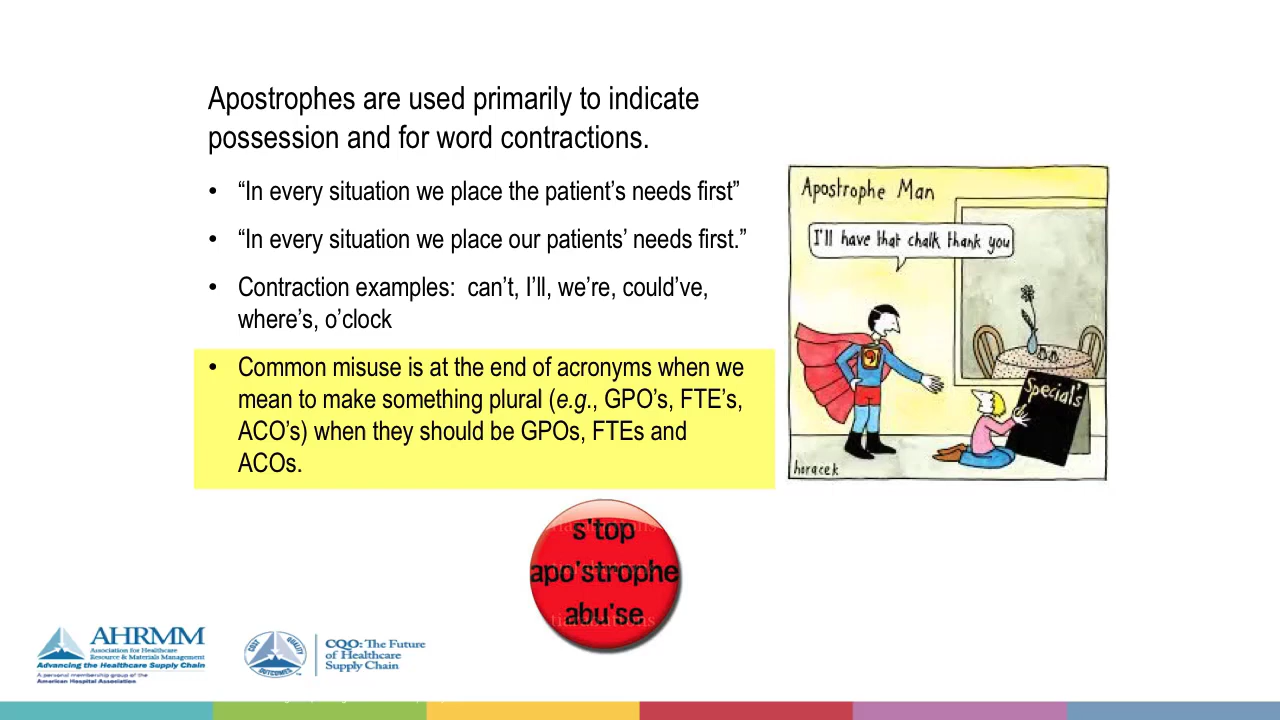 Apostrophes are used primarily to indicate
possession and for word contractions.
• “In every situation we place the patient’s needs first”
• “In every situation we place our patients’ needs first.”
• Contraction examples:  can’t, I’ll, we’re, could’ve,
where’s, o’clock
• Common misuse is at the end of acronyms when we
mean to make something plural (e.g., GPO’s, FTE’s,
ACO’s) when they should be GPOs, FTEs and
ACOs.
Apostrophe Man
I'll have that chalk thank you
Special's
horacek
s'top
apo'strophe
abu'se
AHRMM
Association for Healthcare
Resource & Materials Management
Advancing the Healthcare Supply Chain
A personal membership group of the
American Hospital Association
COST QUALITY
OUTCOMES
™
CQO: The Future
of Healthcare
Supply Chain